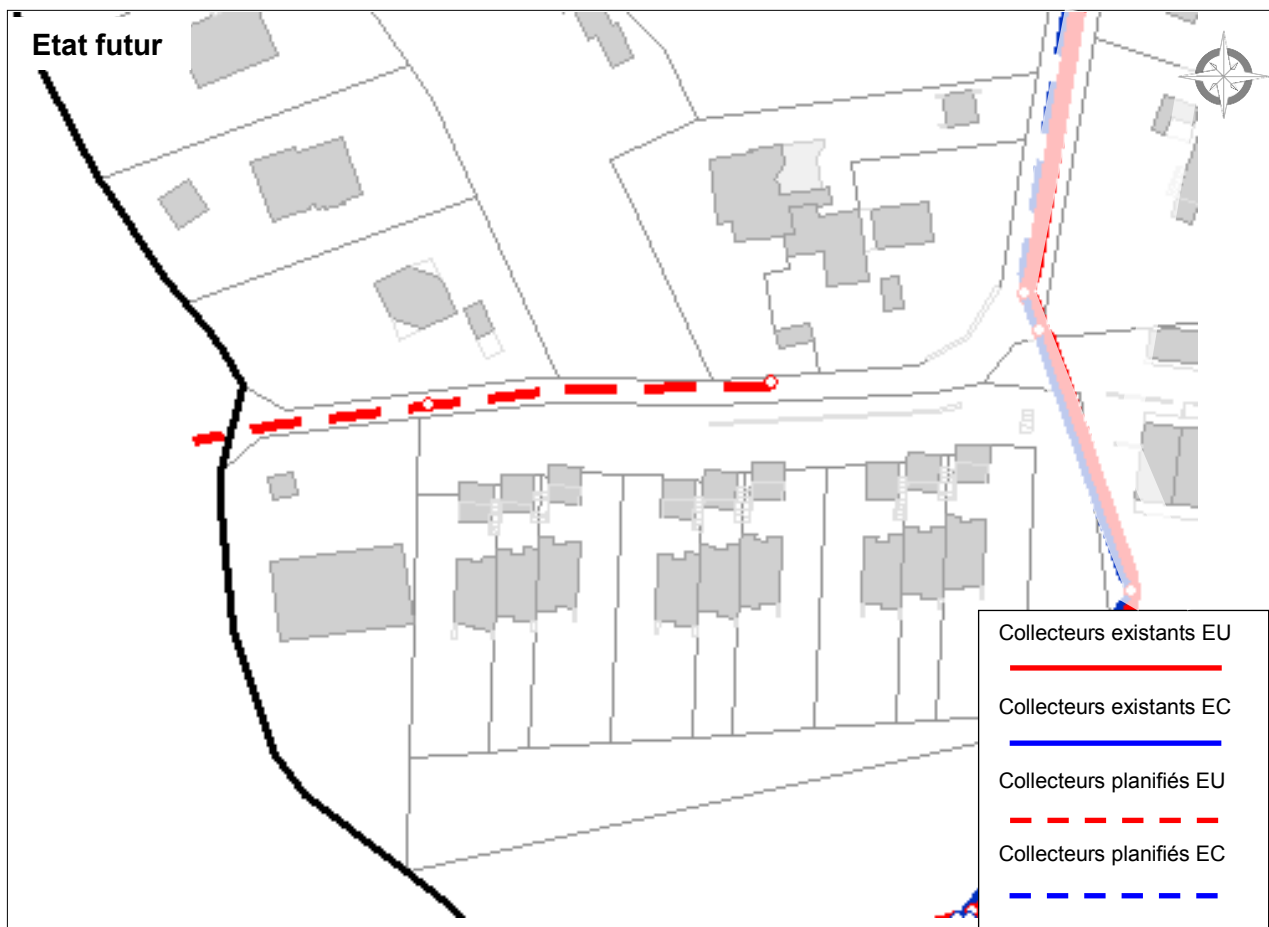 Etat futur
Collecteurs existants EU
Collecteurs existants EC
Collecteurs planifiés EU
Collecteurs planifiés EC